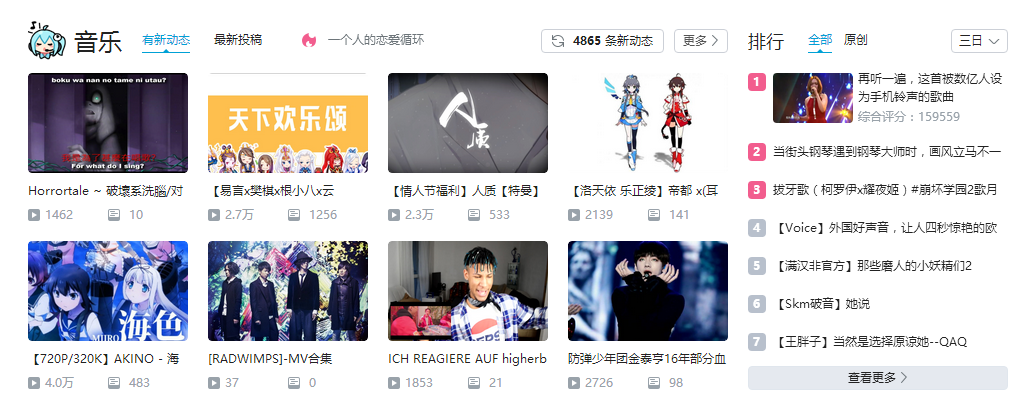 音乐
有新动态
最新投稿
一个人的恋爱循环
4865 条新动态
更多
boku wa nan no tame ni utau?
For what do I sing?
天下欢乐颂
人质
Horrortale ~ 破壞系洗腦/对
1462
10
【易言x樊棋x根小八x云
2.7万
1256
【情人节福利】人质【特曼】
2.3万
533
【洛天依 乐正绫】帝都 x(耳
2139
141
MIIRO
海色
【720P/320K】AKINO - 海
4.0万
483
[RADWIMPS]-MV合集
37
0
ICH REAGIERE AUF higherb
1853
21
防弹少年团金泰亨16年部分血
2726
98
排行
全部
原创
三日
1
再听一遍，这首被数亿人设
为手机铃声的歌曲
综合评分：159559
2
当街头钢琴遇到钢琴大师时，画风立马不一
3
拔牙歌（柯罗伊x耀夜姬）#崩坏学园2歌月
4
【Voice】外国好声音，让人四秒惊艳的欧
5
【满汉非官方】那些磨人的小妖精们2
6
【Skm破音】她说
7
【王胖子】当然是选择原谅她--QAQ
查看更多